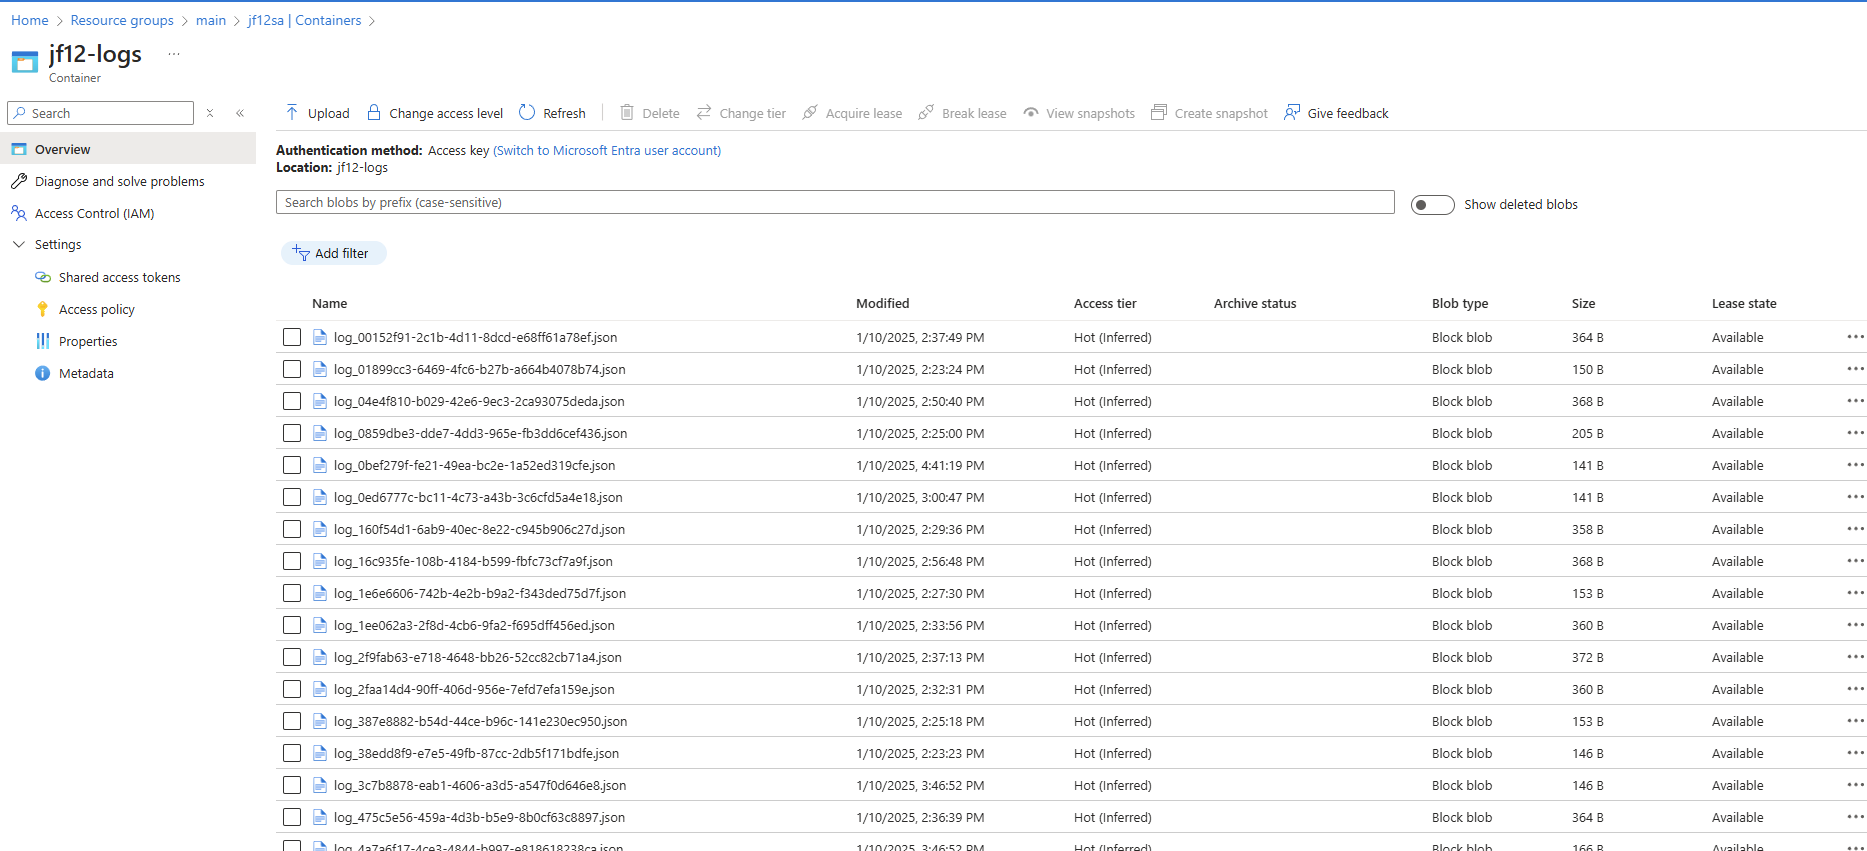 Home > Resource groups > main > jf12sa | Containers >
jf12-logs ...
Container
Search
Upload Change access level Refresh Delete Change tier Acquire lease Break lease View snapshots Create snapshot Give feedback
Overview
Diagnose and solve problems
Access Control (IAM)
Settings
Shared access tokens
Access policy
Properties
Metadata
Authentication method: Access key (Switch to Microsoft Entra user account)
Location: jf12-logs
Search blobs by prefix (case-sensitive)
Show deleted blobs
Add filter
Name Modified Access tier Archive status Blob type Size Lease state
log_00152f91-2c1b-4d11-8dcd-e68ff61a78ef.json 1/10/2025, 2:37:49 PM Hot (Inferred) Block blob 364 B Available
log_01899cc3-6469-4fc6-b27b-a664b4078b74.json 1/10/2025, 2:23:24 PM Hot (Inferred) Block blob 150 B Available
log_04e4f810-b029-42e6-9ec3-2ca93075deda.json 1/10/2025, 2:50:40 PM Hot (Inferred) Block blob 368 B Available
log_0859dbe3-dde7-4dd3-965e-fb3dd6cef436.json 1/10/2025, 2:25:00 PM Hot (Inferred) Block blob 205 B Available
log_0bef279f-fe21-49ea-bc2e-1a52ed319cfe.json 1/10/2025, 4:41:19 PM Hot (Inferred) Block blob 141 B Available
log_0ed6777c-bc11-4c73-a43b-3c6cfd5a4e18.json 1/10/2025, 3:00:47 PM Hot (Inferred) Block blob 141 B Available
log_160f54d1-6ab9-40ec-8e22-c945b906c27d.json 1/10/2025, 2:29:36 PM Hot (Inferred) Block blob 358 B Available
log_16c935fe-108b-4184-b599-fbfc73cf7a9f.json 1/10/2025, 2:56:48 PM Hot (Inferred) Block blob 368 B Available
log_1e6e6606-742b-4e2b-b9a2-f343ded75d7f.json 1/10/2025, 2:27:30 PM Hot (Inferred) Block blob 153 B Available
log_1ee062a3-2f8d-4cb6-9fa2-f695dff456ed.json 1/10/2025, 2:33:56 PM Hot (Inferred) Block blob 360 B Available
log_2f9fab63-e718-4648-bb26-52cc82cb71a4.json 1/10/2025, 2:37:13 PM Hot (Inferred) Block blob 372 B Available
log_2faa14d4-90ff-406d-956e-7efd7efa159e.json 1/10/2025, 2:32:31 PM Hot (Inferred) Block blob 360 B Available
log_387e8882-b54d-44ce-b96c-141e230ec950.json 1/10/2025, 2:25:18 PM Hot (Inferred) Block blob 153 B Available
log_38edd8f9-e7e5-49fb-87cc-2db5f171bdfe.json 1/10/2025, 2:23:23 PM Hot (Inferred) Block blob 146 B Available
log_3c7b8878-eab1-4606-a3d5-a547f0d646e8.json 1/10/2025, 3:46:52 PM Hot (Inferred) Block blob 146 B Available
log_475c5e56-459a-4d3b-b5e9-8b0cf63c8897.json 1/10/2025, 2:36:39 PM Hot (Inferred) Block blob 364 B Available
log_4a7a6f17-4ce3-4844-b997-e818618238ca.json 1/10/2025, 3:46:52 PM Hot (Inferred) Block blob 166 B Available